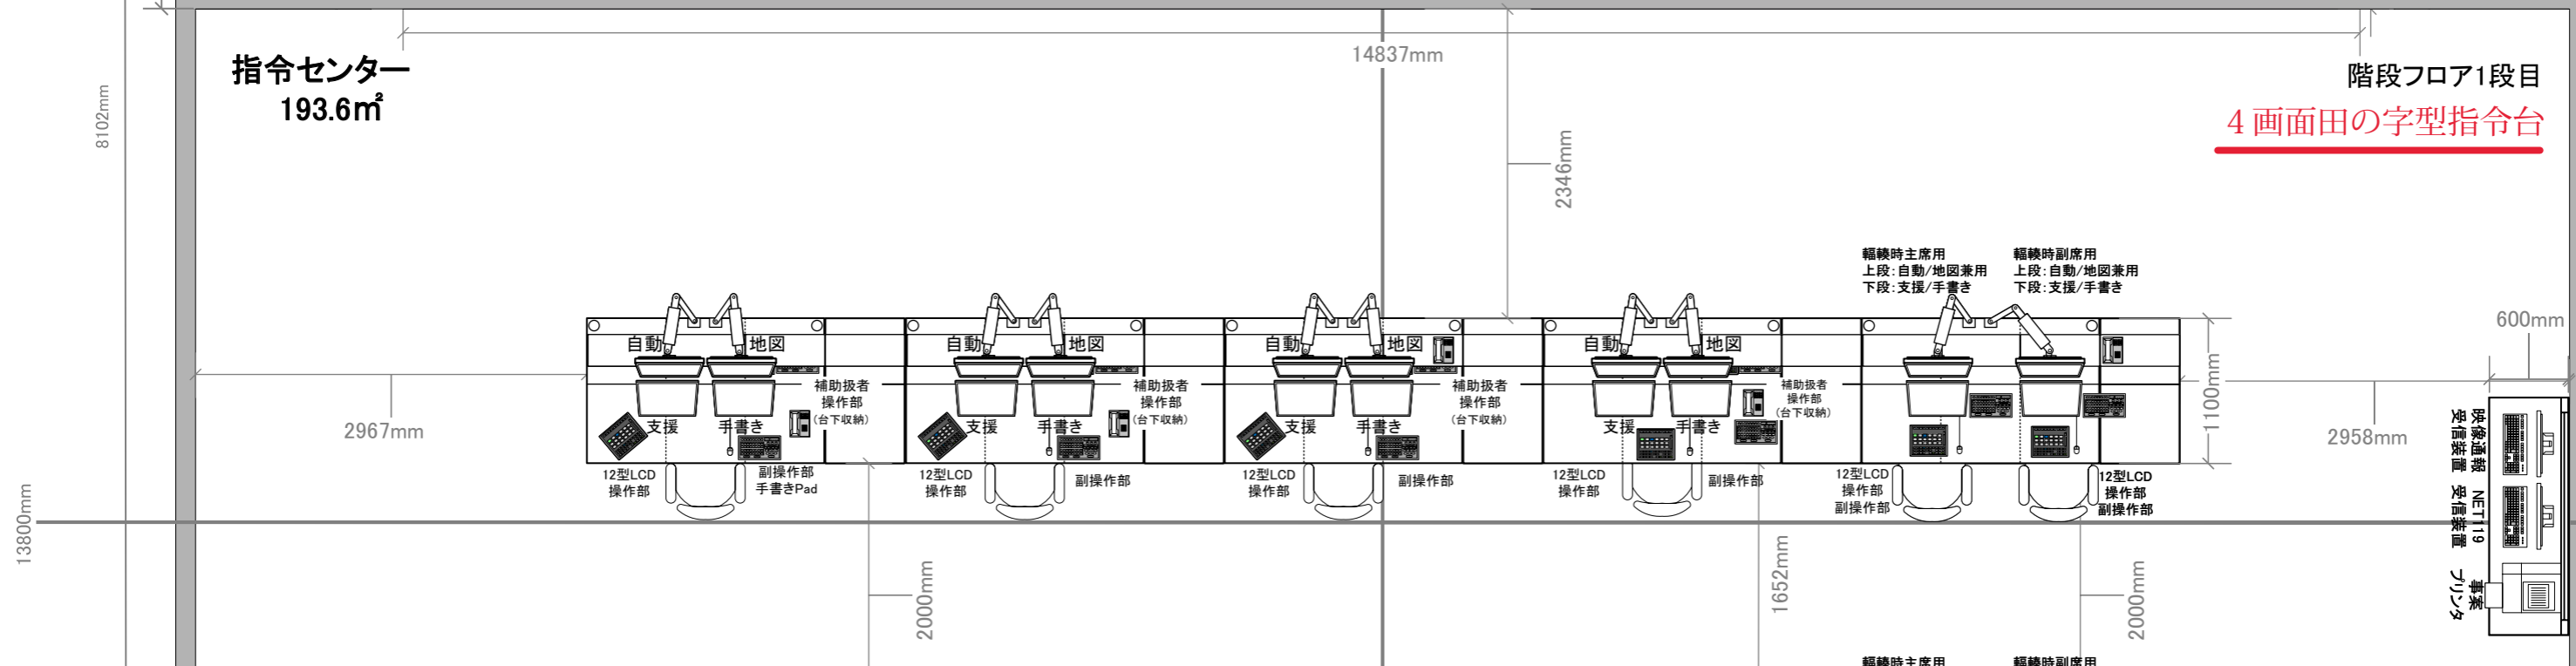 指令センター
193.6㎡
14837mm
階段フロア1段目
4画面田の字型指令台
8102mm
2346mm
輻輳時主席用
上段:自動/地図兼用
下段:支援/手書き
輻輳時副席用
上段:自動/地図兼用
下段:支援/手書き
600mm
自動
地図
自動
地図
自動
地図
自動
地図
補助扱者
操作部
(台下収納)
補助扱者
操作部
(台下収納)
補助扱者
操作部
(台下収納)
補助扱者
操作部
(台下収納)
1100mm
2967mm
2958mm
支援
手書き
支援
手書き
支援
手書き
支援
手書き
12型LCD
操作部
副操作部
手書きPad
12型LCD
操作部
副操作部
12型LCD
操作部
副操作部
12型LCD
操作部
副操作部
12型LCD
操作部
副操作部
12型LCD
操作部
副操作部
映像通報
受信装置
NET119
受信装置
事案
プリンタ
13800mm
2000mm
1652mm
2000mm
輻輳時主席用
輻輳時副席用